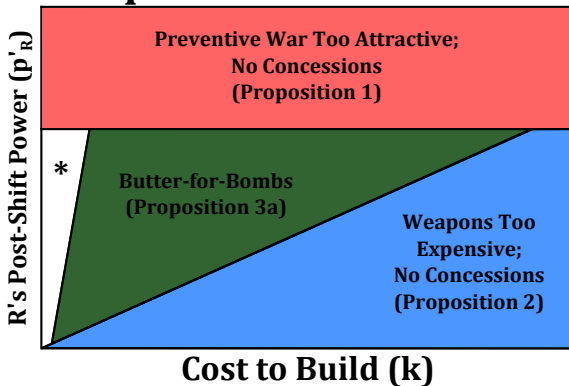 Preventive War Too Attractive;
No Concessions
(Proposition 1)
R's Post-Shift Power (p'R)
*
Butter-for-Bombs
(Proposition 3a)
Weapons Too
Expensive;
No Concessions
(Proposition 2)
Cost to Build (k)